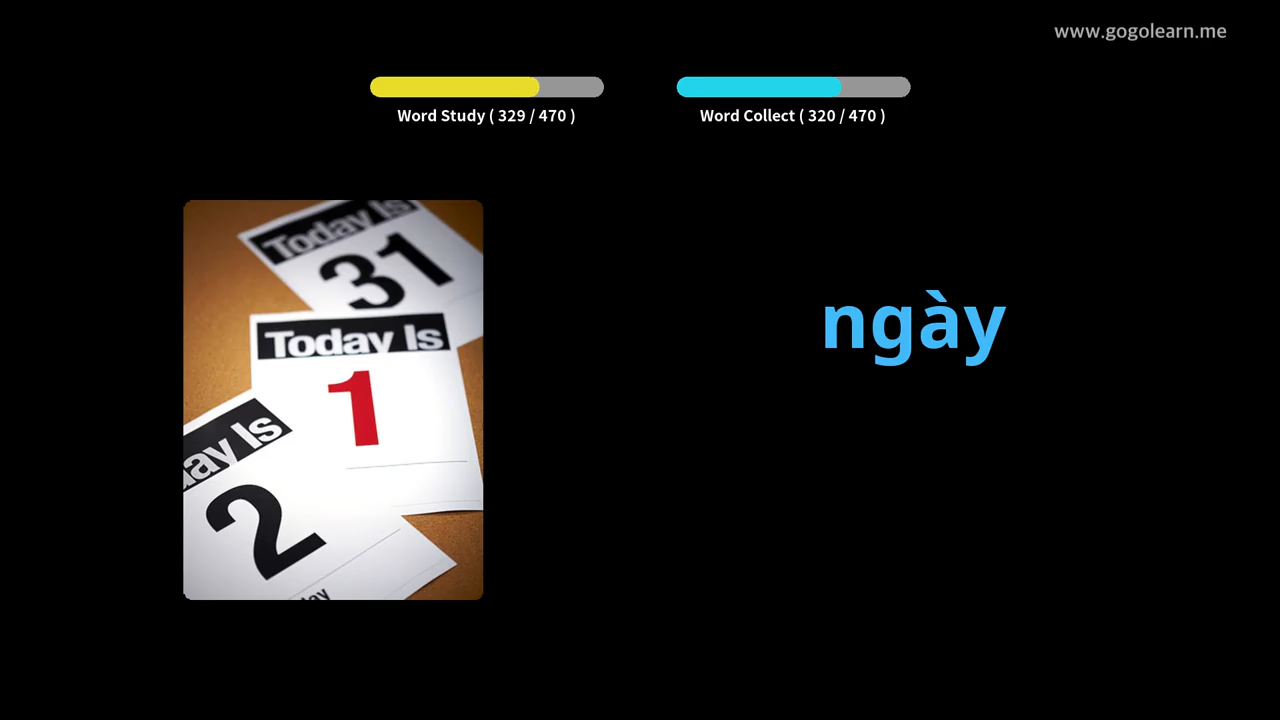 www.gogolearn.me
Word Study ( 329 / 470 )
Word Collect ( 320 / 470 )
Today Is
31
Today Is
1
ay Is
2
ay
ngày